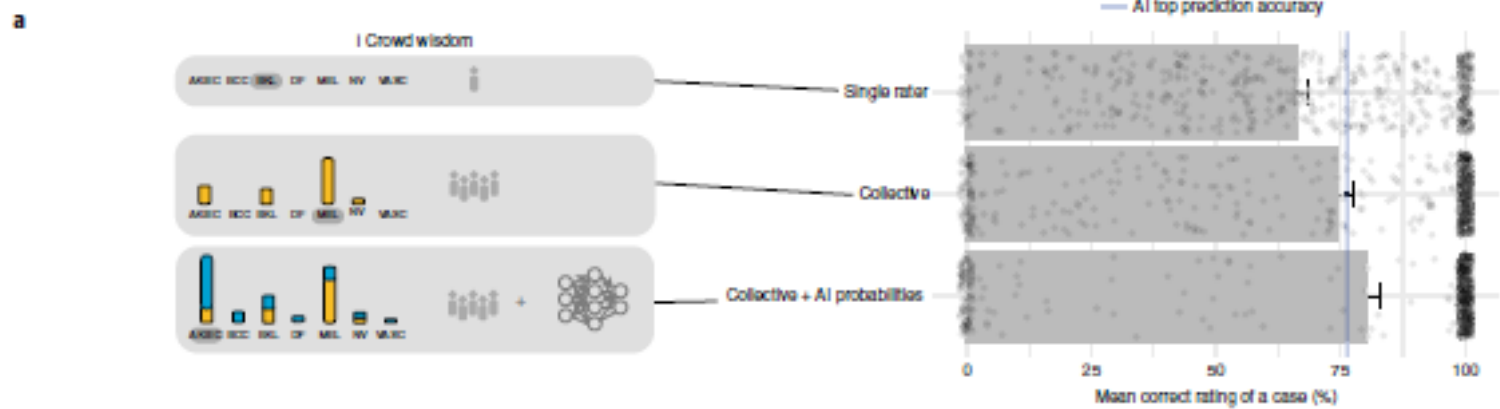 a
AI top prediction accuracy
i Crowd wisdom
AKIEC BCC BKL DF MEL NV VASC
Single rater
AKIEC BCC BKL DF MEL NV VASC
Collective
Collective + AI probabilities
+
AKIEC BCC BKL DF MEL NV VASC
0 25 50 75 100
Mean correct rating of a case (%)